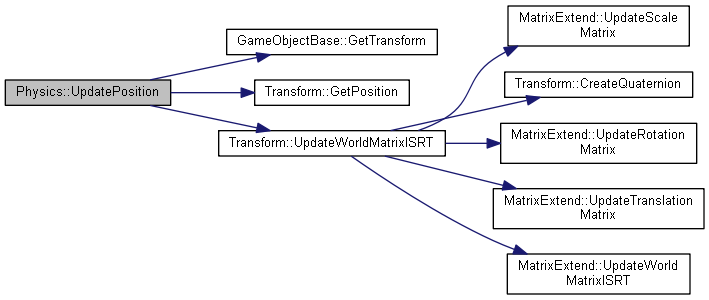 Physics::UpdatePosition
GameObjectBase::GetTransform
Transform::GetPosition
Transform::UpdateWorldMatrixISRT
MatrixExtend::UpdateScale
Matrix
Transform::CreateQuaternion
MatrixExtend::UpdateRotation
Matrix
MatrixExtend::UpdateTranslation
Matrix
MatrixExtend::UpdateWorld
MatrixISRT